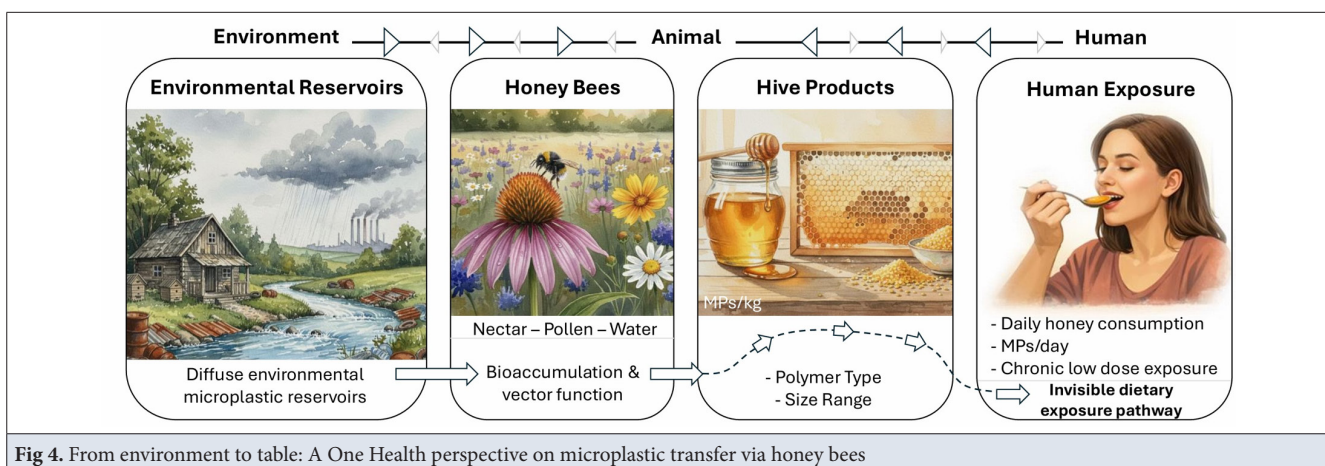 Environment Animal Human
Environmental Reservoirs
Diffuse environmental
microplastic reservoirs
Honey Bees
Nectar – Pollen – Water
Bioaccumulation &
vector function
Hive Products
MPs/kg
- Polymer Type
- Size Range
Human Exposure
- Daily honey consumption
- MPs/day
- Chronic low dose exposure
Invisible dietary
exposure pathway
Fig 4. From environment to table: A One Health perspective on microplastic transfer via honey bees